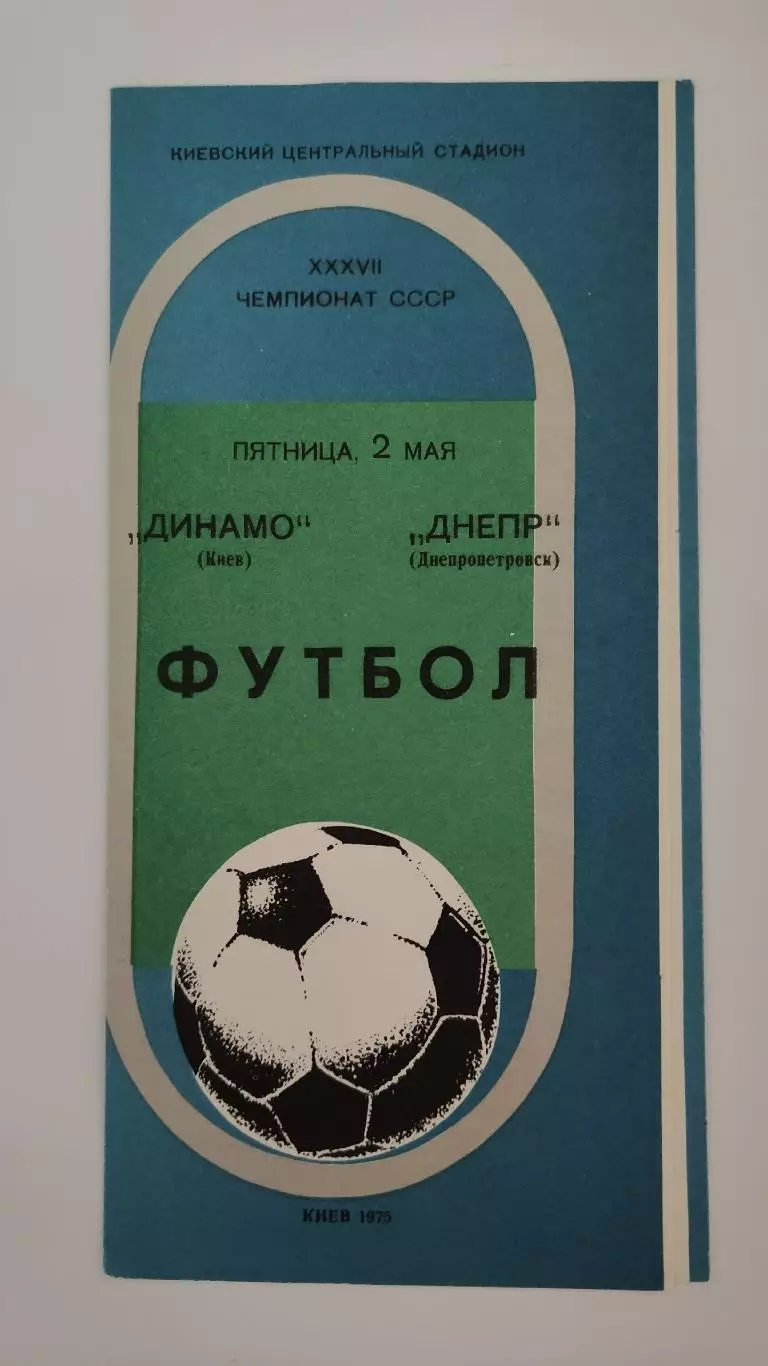 КИЕВСКИЙ ЦЕНТРАЛЬНЫЙ СТАДИОН
XXXVII
ЧЕМПИОНАТ СССР
ПЯТНИЦА, 2 МАЯ
„ДИНАМО“ „ДНЕПР“
(Киев) (Днепропетровск)
ФУТБОЛ
КИЕВ 1975